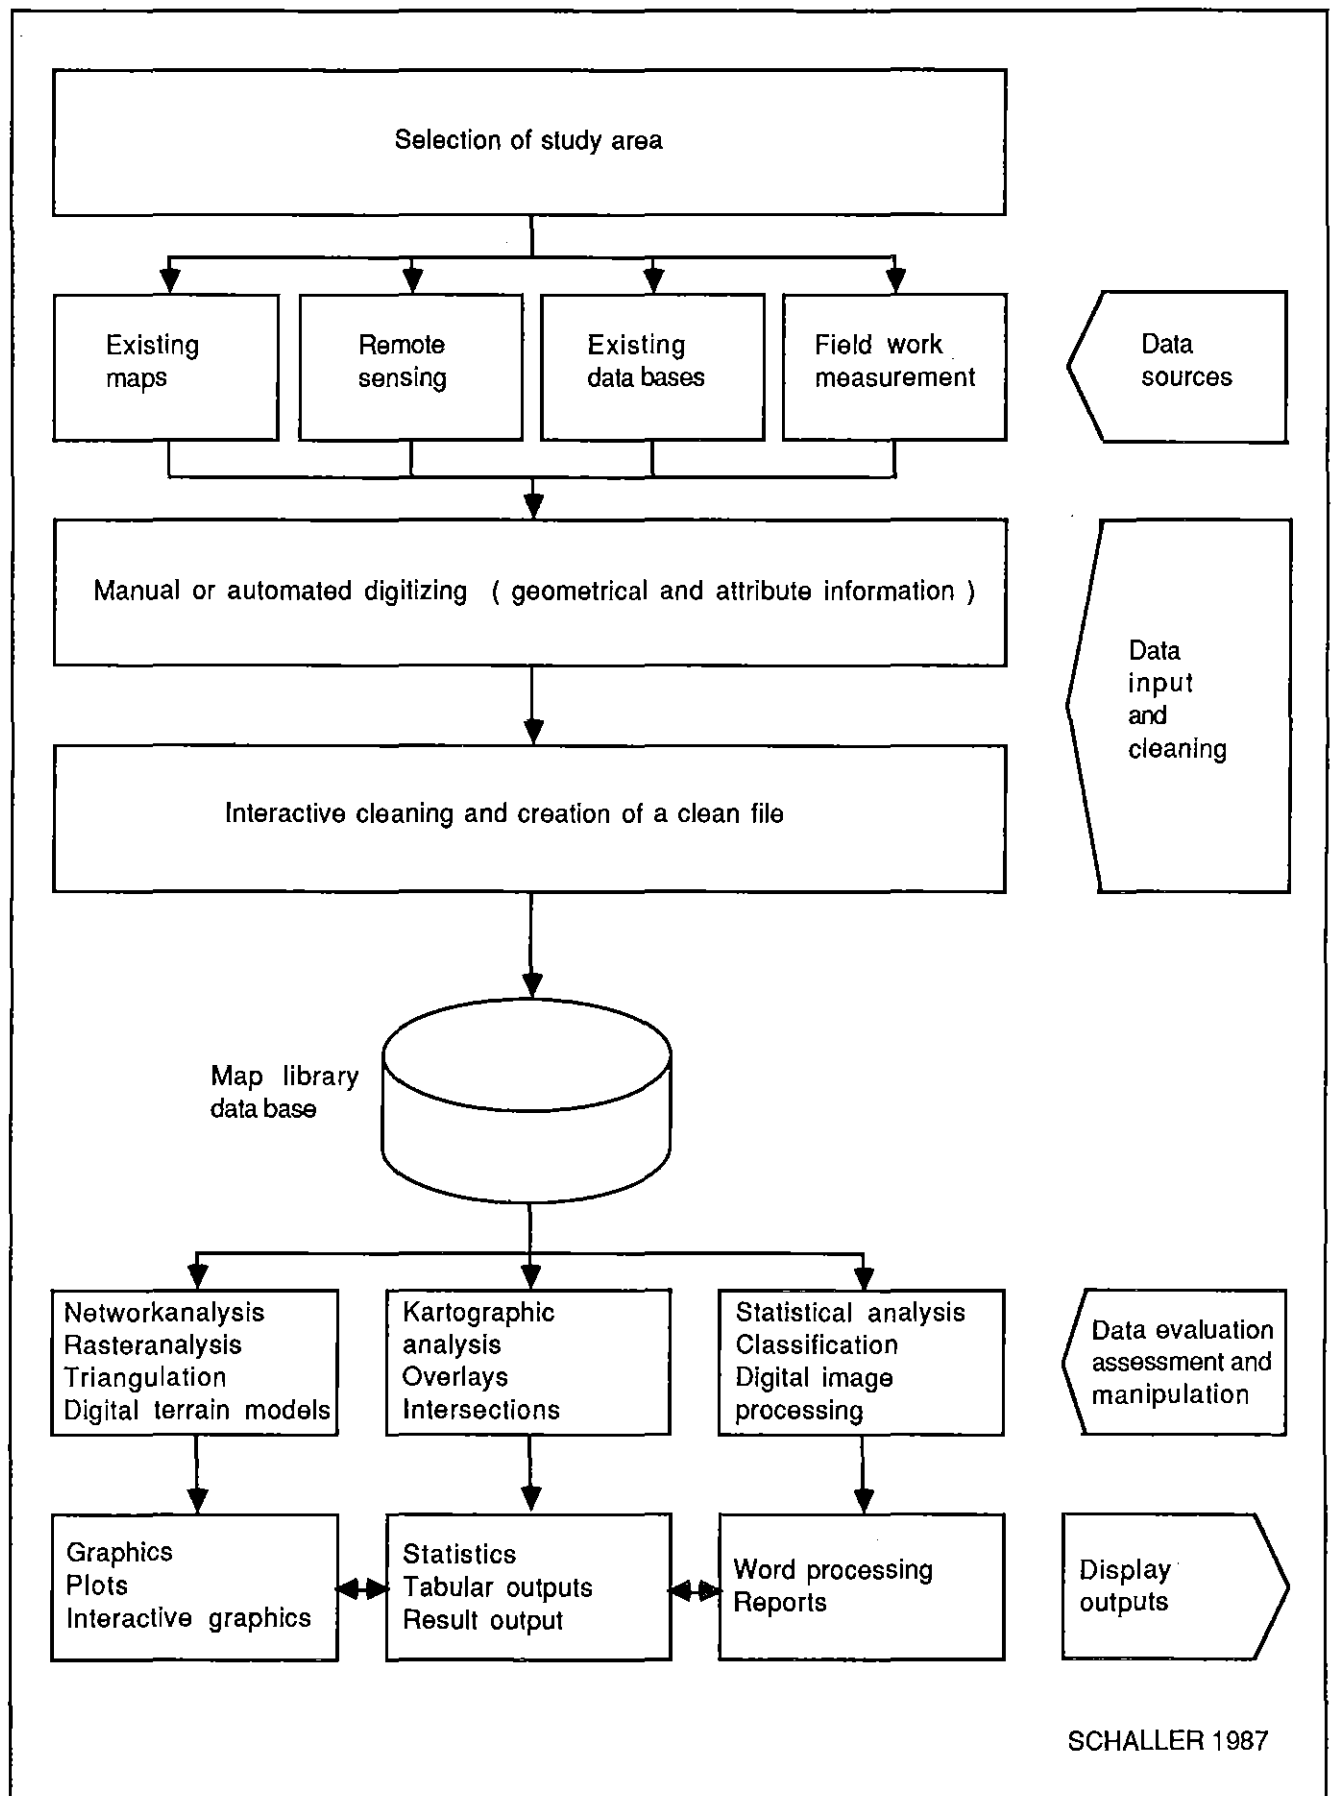 Selection of study area
Existing
maps
Remote
sensing
Existing
data bases
Field work
measurement
Data
sources
Manual or automated digitizing ( geometrical and attribute information )
Data
input
and
cleaning
Interactive cleaning and creation of a clean file
Map library
data base
Networkanalysis
Rasteranalysis
Triangulation
Digital terrain models
Kartographic
analysis
Overlays
Intersections
Statistical analysis
Classification
Digital image
processing
Data evaluation
assessment and
manipulation
Graphics
Plots
Interactive graphics
Statistics
Tabular outputs
Result output
Word processing
Reports
Display
outputs
SCHALLER 1987